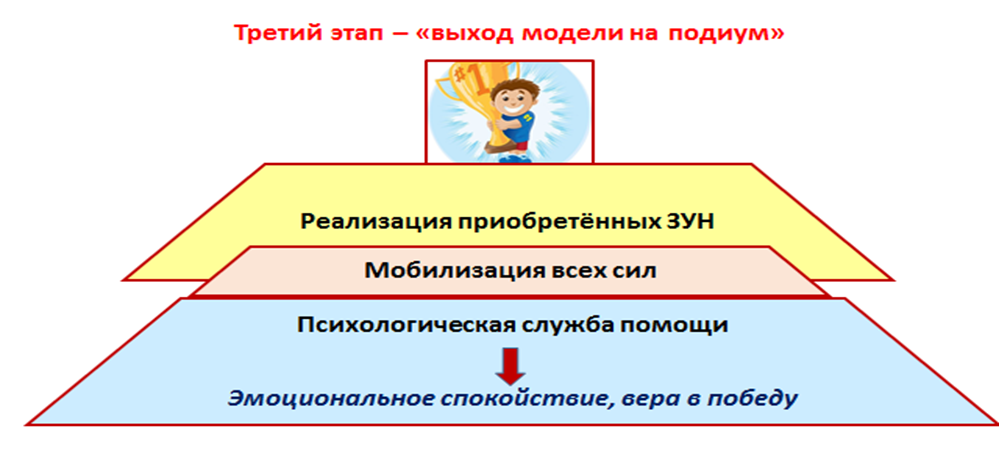 Третий этап – «выход модели на подиум»
#1
Реализация приобретённых ЗУН
Мобилизация всех сил
Психологическая служба помощи
Эмоциональное спокойствие, вера в победу